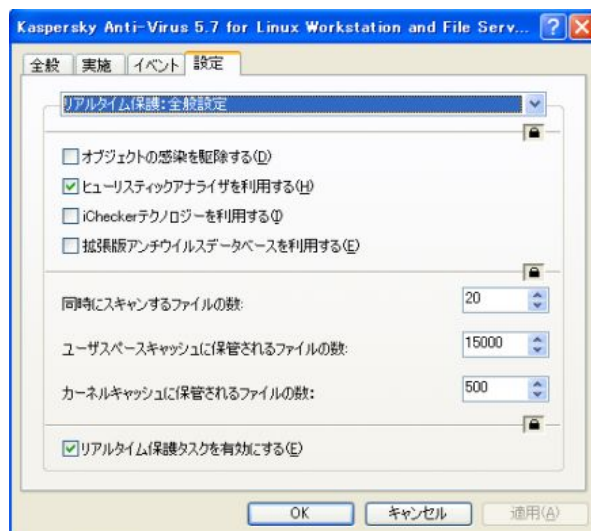 Kaspersky Anti-Virus 5.7 for Linux Workstation and File Serv...
全般 実施 イベント 設定
リアルタイム保護:全般設定
オブジェクトの感染を駆除する(D)
ヒューリスティックアナライザを利用する(H)
iCheckerテクノロジーを利用する(I)
拡張版アンチウイルスデータベースを利用する(E)
同時にスキャンするファイルの数: 20
ユーザスペースキャッシュに保管されるファイルの数: 15000
カーネルキャッシュに保管されるファイルの数: 500
リアルタイム保護タスクを有効にする(E)
OK キャンセル 適用(A)